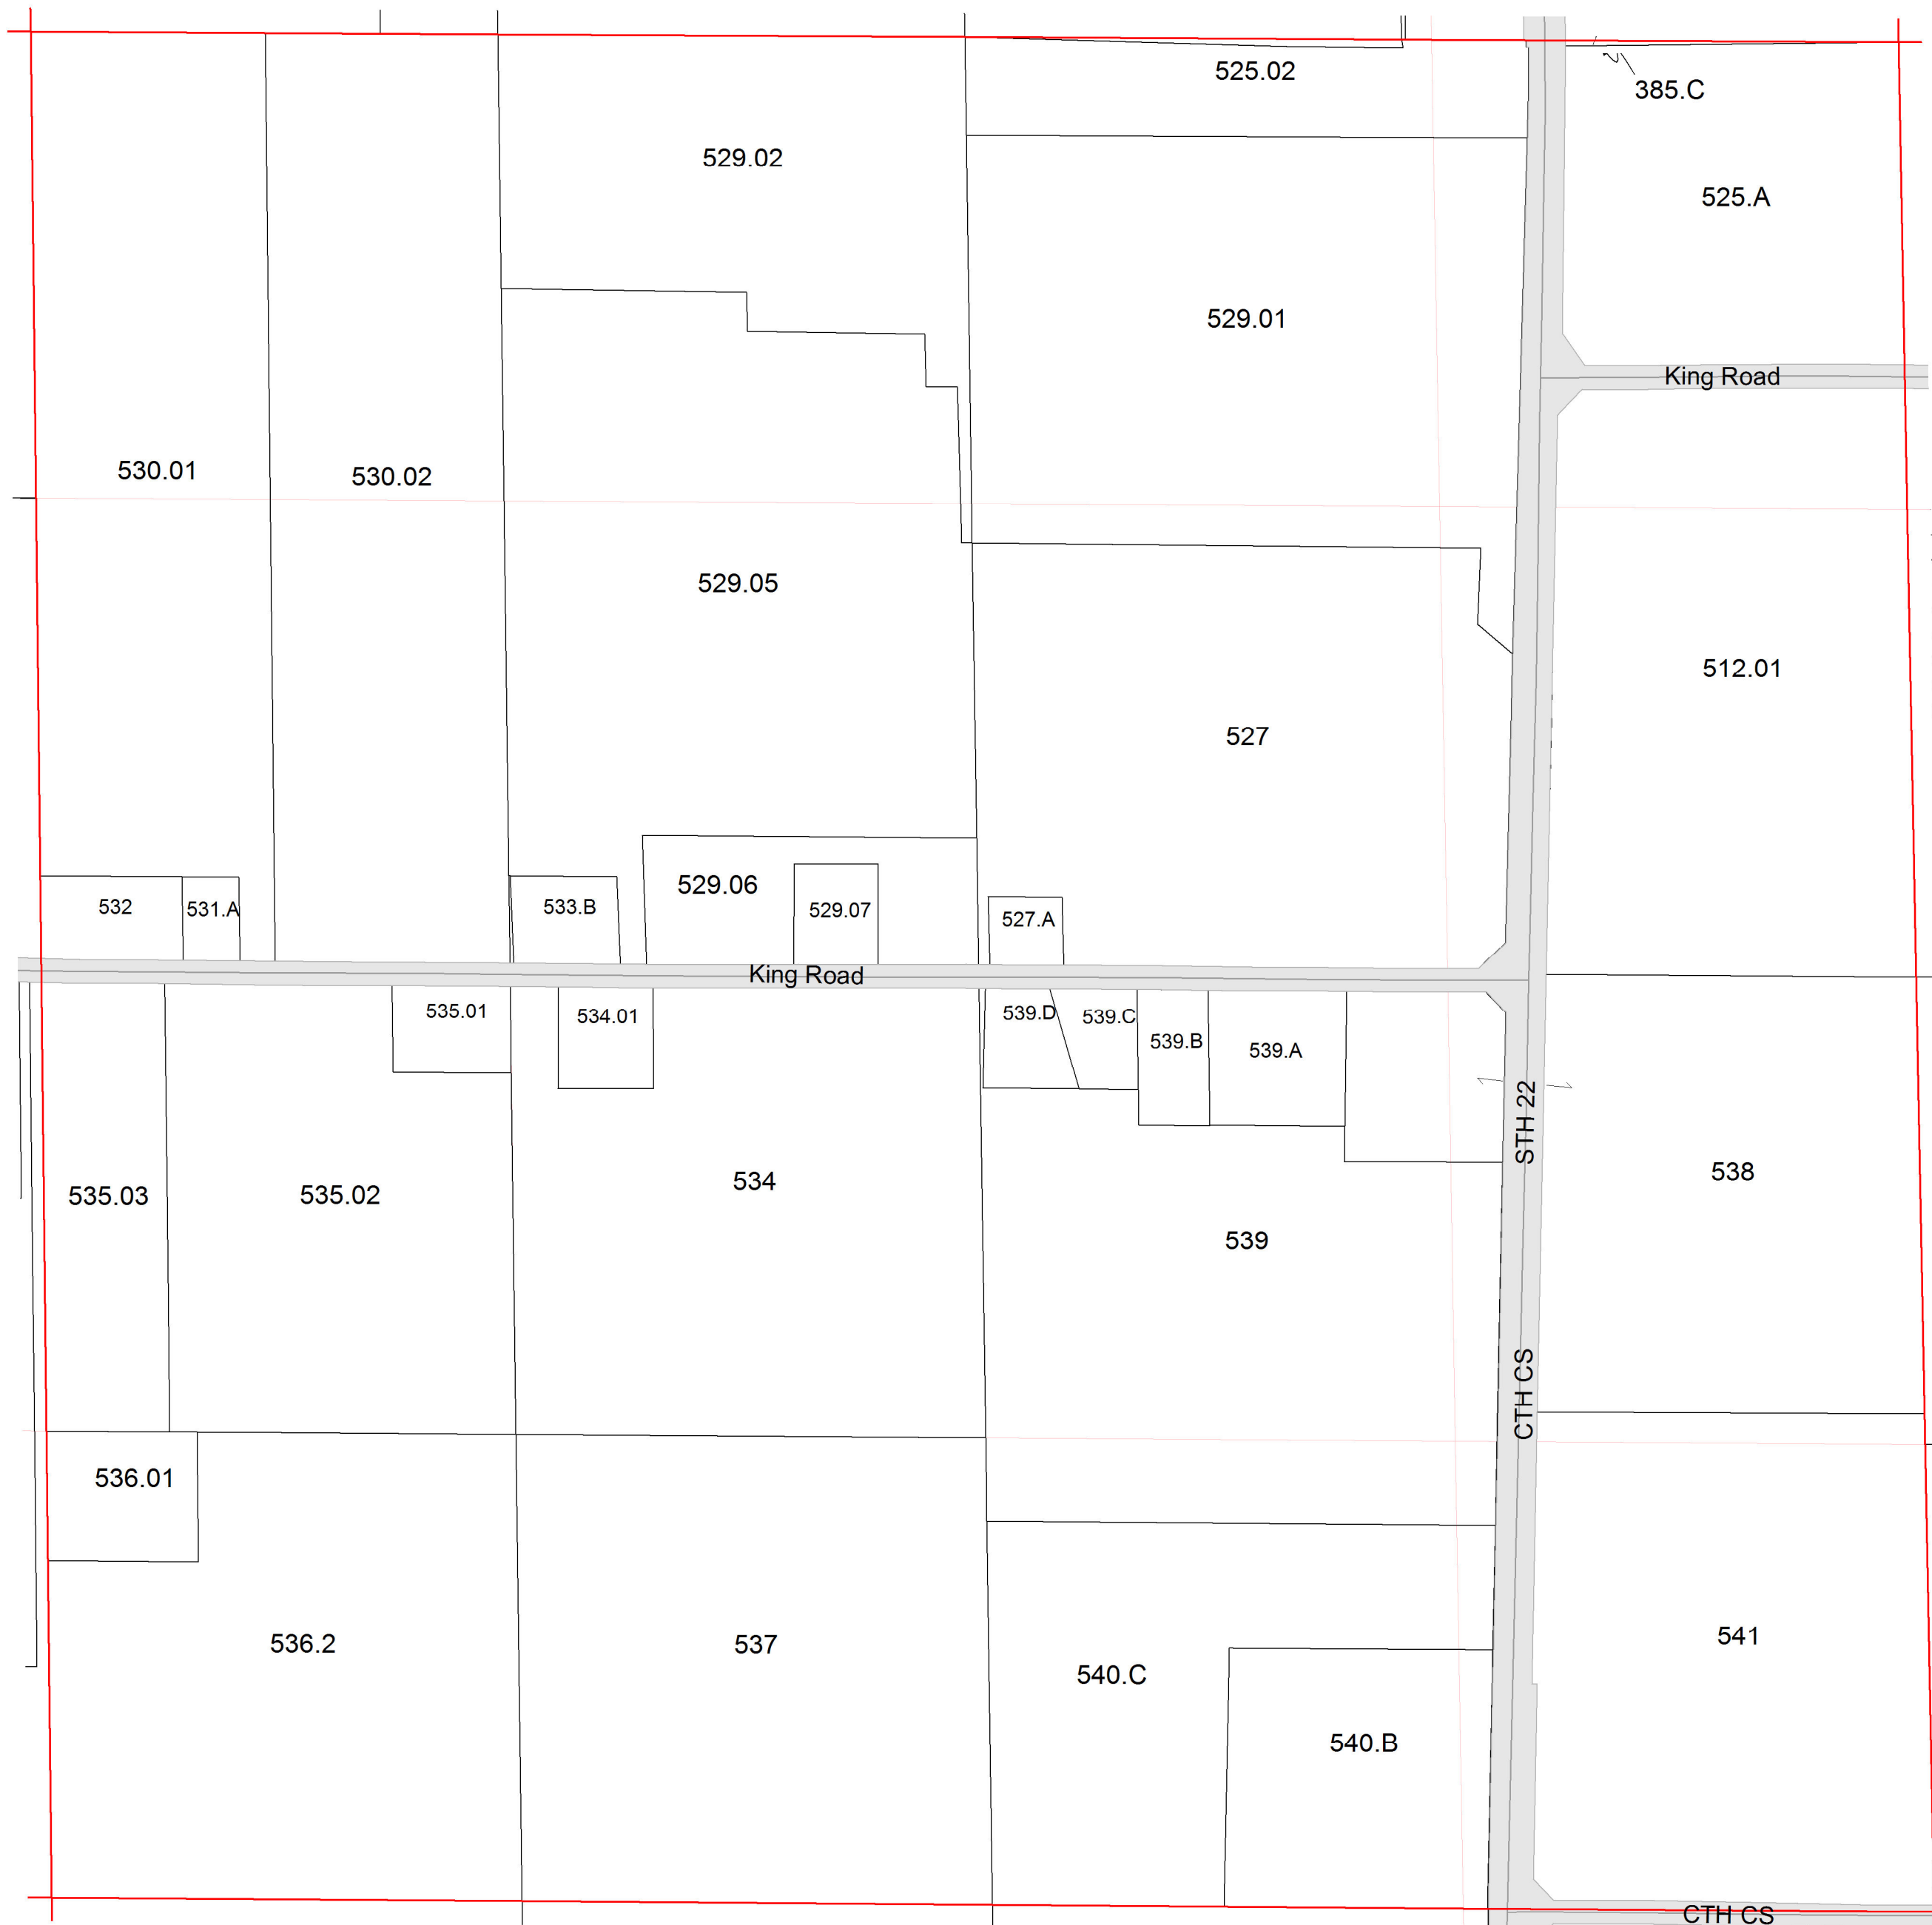 525.02
385.C
529.02
525.A
529.01
King Road
530.01
530.02
529.05
512.01
527
529.06
532
531.A
533.B
529.07
527.A
King Road
535.01
534.01
539.D
539.C
539.B
539.A
STH 22
535.03
535.02
534
538
539
CTH CS
536.01
536.2
537
541
540.C
540.B
CTH CS